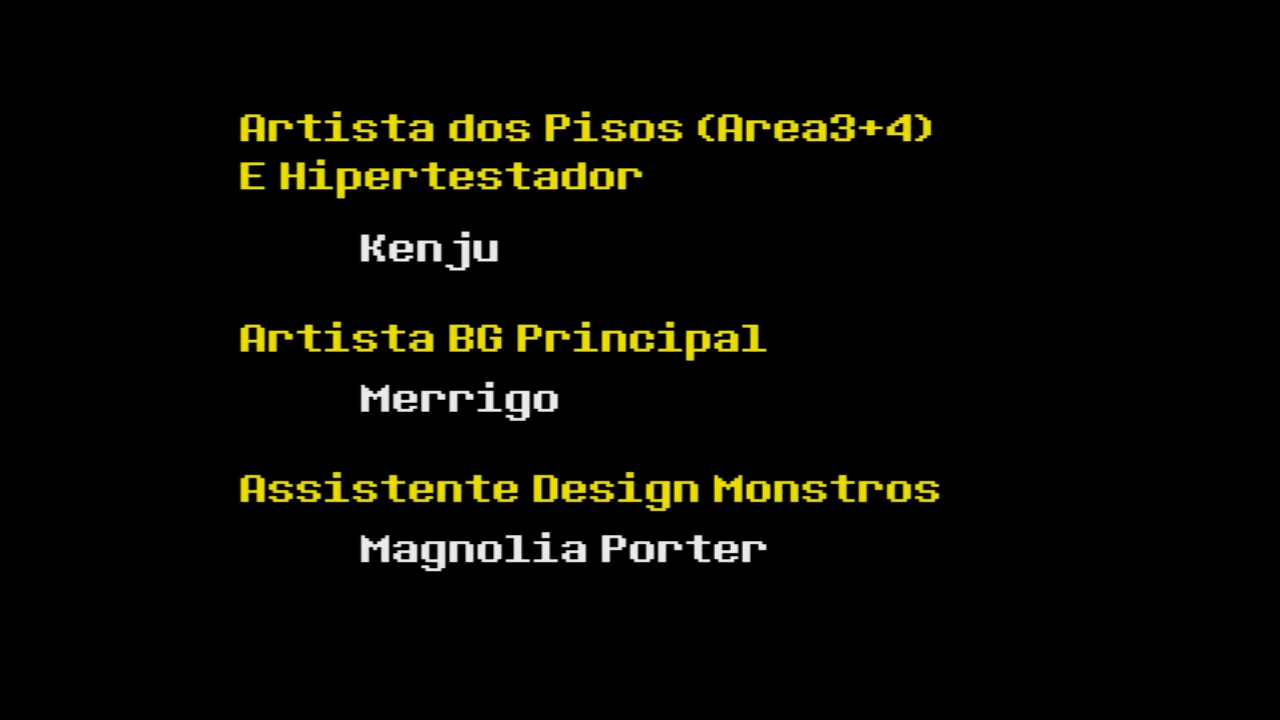 Artista dos Pisos (Area3+4)
E Hipertestador
Kenju
Artista BG Principal
Merrigo
Assistente Design Monstros
Magnolia Porter